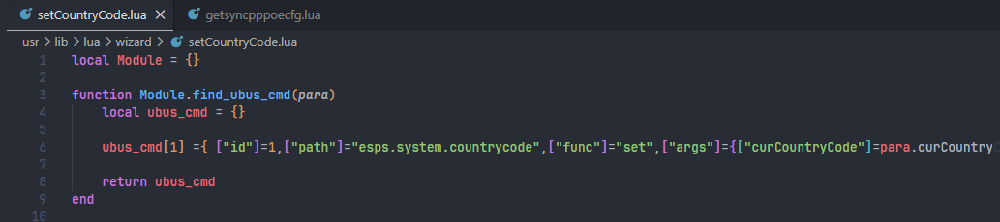 setCountryCode.lua getsyncpppoecfg.lua
usr > lib > lua > wizard > setCountryCode.lua
1 local Module = {}
2
3 function Module.find_ubus_cmd(para)
4 local ubus_cmd = {}
5
6 ubus_cmd[1] ={ ["id"]=1,["path"]="esps.system.countrycode",["func"]="set",["args"]={["curCountryCode"]=para.curCountry
7
8 return ubus_cmd
9 end
10